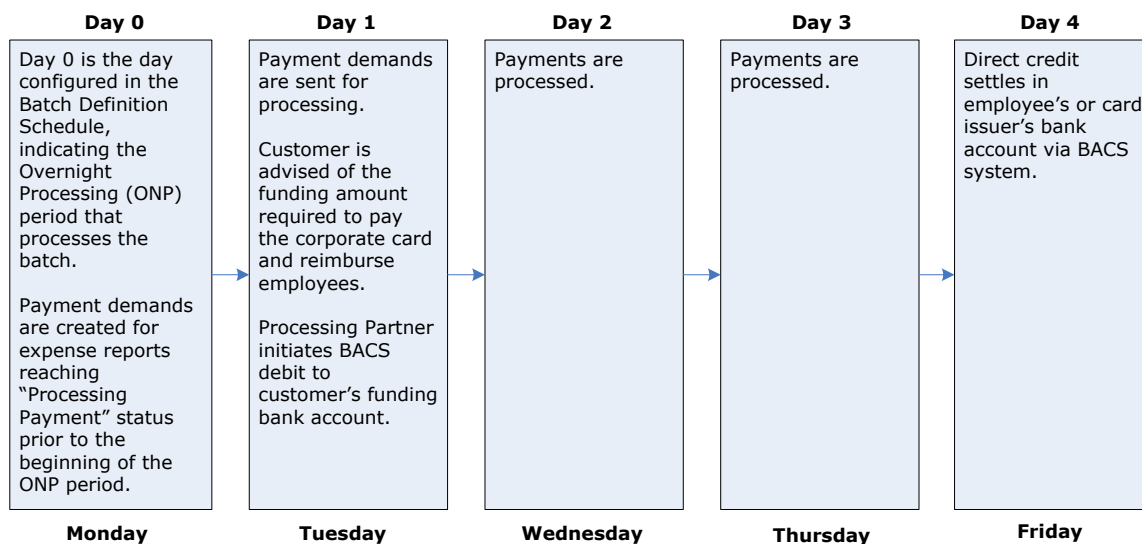 Day 0
Day 0 is the day
configured in the
Batch Definition
Schedule,
indicating the
Overnight
Processing (ONP)
period that
processes the
batch.
Payment demands
are created for
expense reports
reaching
“Processing
Payment” status
prior to the
beginning of the
ONP period.
Monday
Day 1
Payment demands
are sent for
processing.
Customer is
advised of the
funding amount
required to pay
the corporate card
and reimburse
employees.
Processing Partner
initiates BACS
debit to
customer’s funding
bank account.
Tuesday
Day 2
Payments are
processed.
Wednesday
Day 3
Payments are
processed.
Thursday
Day 4
Direct credit
settles in
employee’s or card
issuer’s bank
account via BACS
system.
Friday